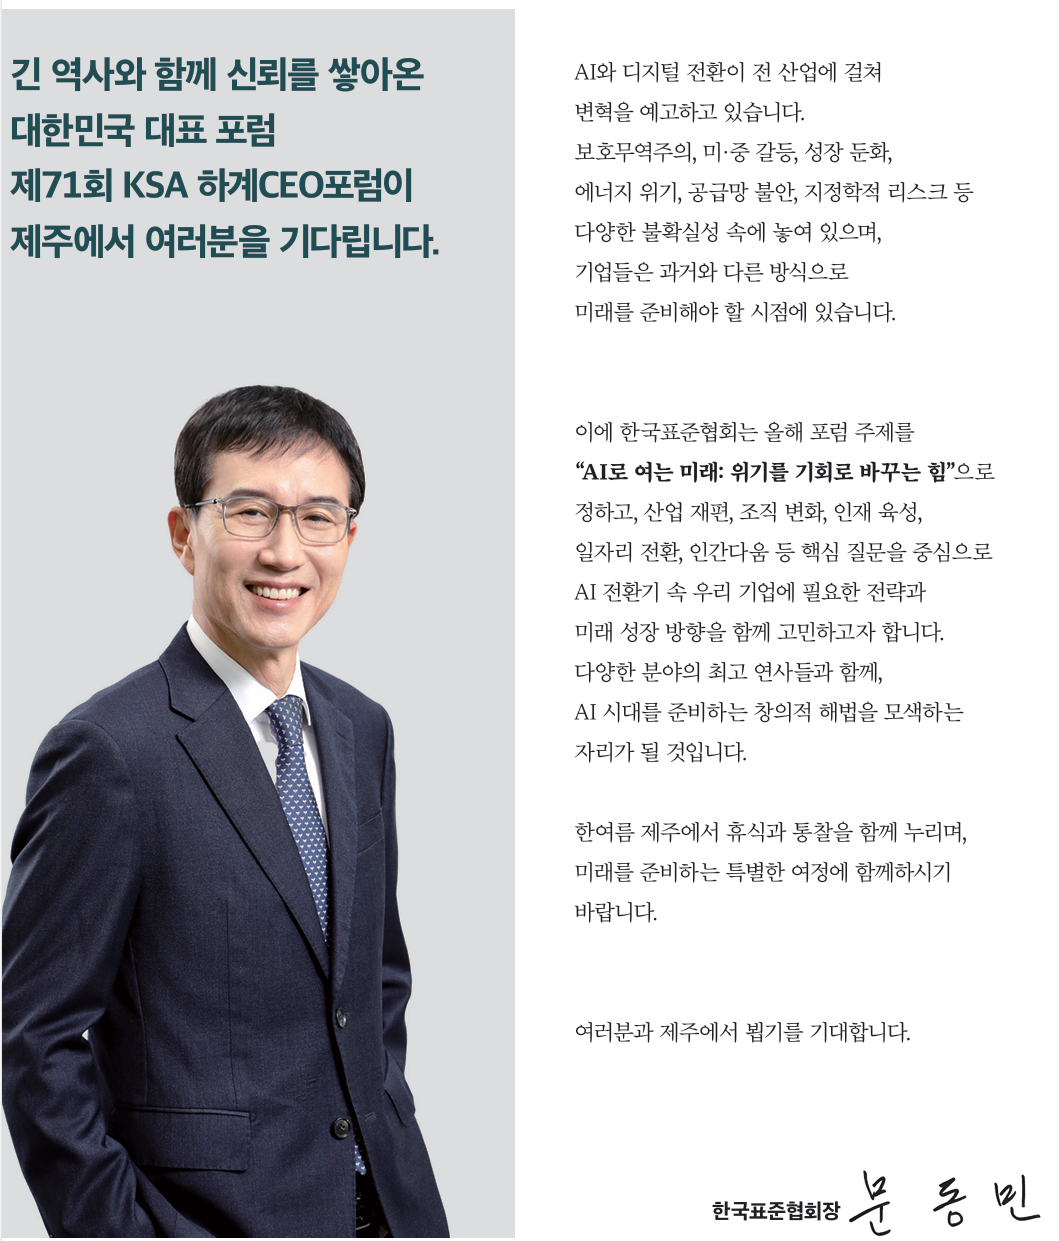 긴 역사와 함께 신뢰를 쌓아온
대한민국 대표 포럼
제71회 KSA 하계CEO포럼이
제주에서 여러분을 기다립니다.
AI와 디지털 전환이 전 산업에 걸쳐
변혁을 예고하고 있습니다.
보호무역주의, 미·중 갈등, 성장 둔화,
에너지 위기, 공급망 불안, 지정학적 리스크 등
다양한 불확실성 속에 놓여 있으며,
기업들은 과거와 다른 방식으로
미래를 준비해야 할 시점에 있습니다.
이에 한국표준협회는 올해 포럼 주제를
“AI로 여는 미래: 위기를 기회로 바꾸는 힘”으로
정하고, 산업 재편, 조직 변화, 인재 육성,
일자리 전환, 인간다움 등 핵심 질문을 중심으로
AI 전환기 속 우리 기업에 필요한 전략과
미래 성장 방향을 함께 고민하고자 합니다.
다양한 분야의 최고 연사들과 함께,
AI 시대를 준비하는 창의적 해법을 모색하는
자리가 될 것입니다.
한여름 제주에서 휴식과 통찰을 함께 누리며,
미래를 준비하는 특별한 여정에 함께하시기
바랍니다.
여러분과 제주에서 뵙기를 기대합니다.
한국표준협회장 문 동 민